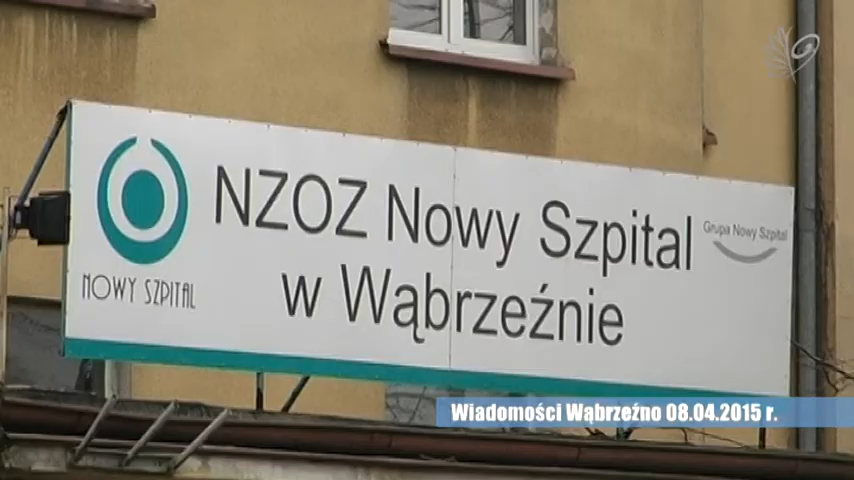 NZOZ Nowy Szpital
w Wąbrzeźnie
NOWY SZPITAL
Grupa Nowy Szpital
Wiadomości Wąbrzeźno 08.04.2015 r.